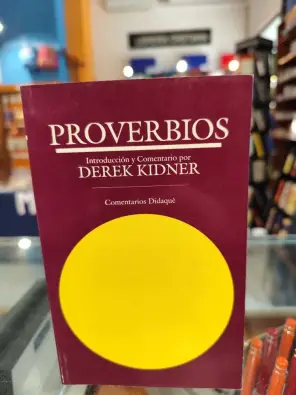 PROVERBIOS
Introducción y Comentario por
DEREK KIDNER
Comentarios Didaqué